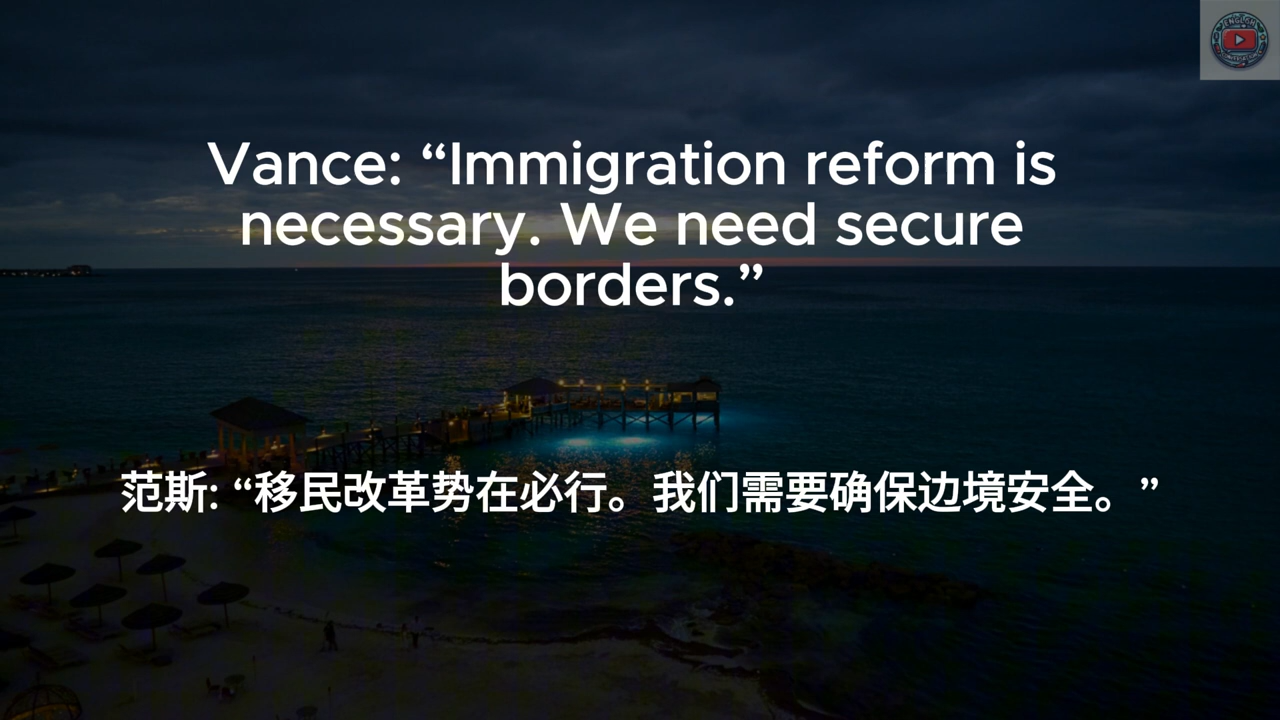 Vance: “Immigration reform is
necessary. We need secure
borders.”
范斯: “移民改革势在必行。我们需要确保边境安全。”
ENGLISH